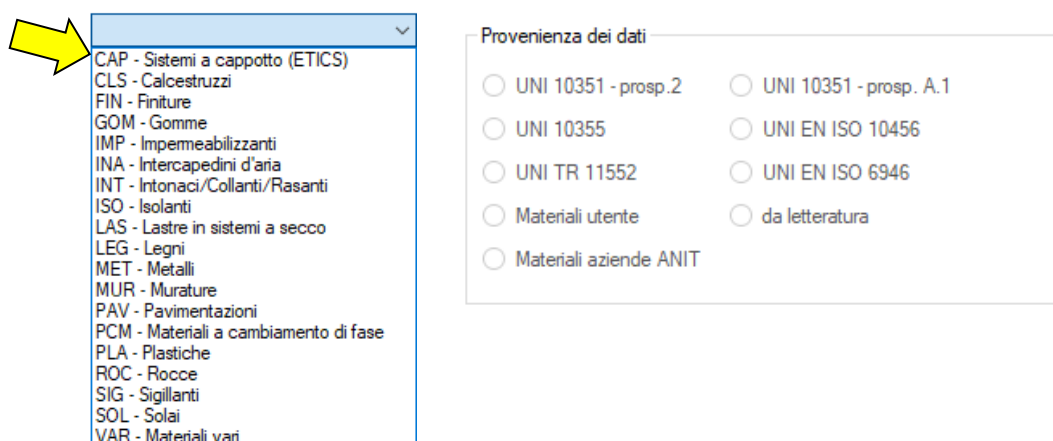 CAP - Sistemi a cappotto (ETICS)
CLS - Calcestruzzi
FIN - Finiture
GOM - Gomme
IMP - Impermeabilizzanti
INA - Intercapedini d'aria
INT - Intonaci/Collanti/Rasanti
ISO - Isolanti
LAS - Lastre in sistemi a secco
LEG - Legni
MET - Metalli
MUR - Murature
PAV - Pavimentazioni
PCM - Materiali a cambiamento di fase
PLA - Plastiche
ROC - Rocce
SIG - Sigillanti
SOL - Solai
VAR - Materiali vari
Provenienza dei dati
UNI 10351 - prosp.2
UNI 10351 - prosp. A.1
UNI 10355
UNI EN ISO 10456
UNI TR 11552
UNI EN ISO 6946
Materiali utente
da letteratura
Materiali aziende ANIT